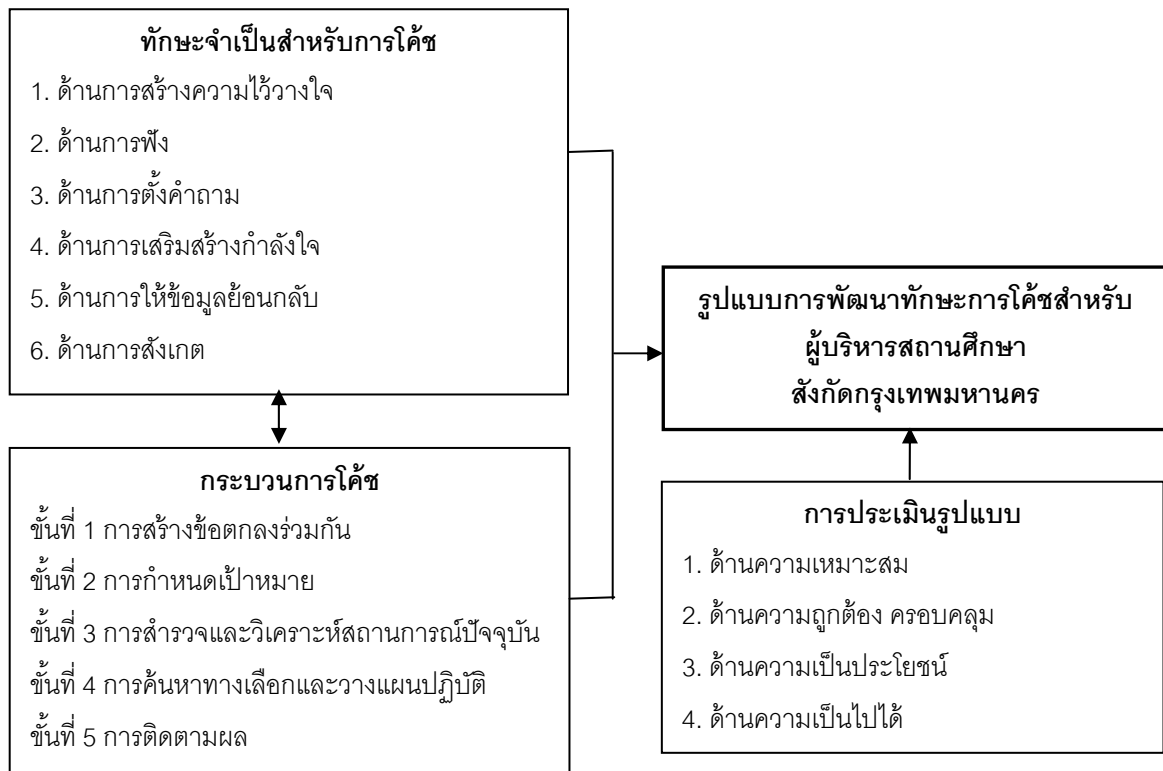 ทักษะจำเป็นสำหรับการโค้ช
1. ด้านการสร้างความไว้วางใจ
2. ด้านการฟัง
3. ด้านการตั้งคำถาม
4. ด้านการเสริมสร้างกำลังใจ
5. ด้านการให้ข้อมูลย้อนกลับ
6. ด้านการสังเกต
กระบวนการโค้ช
ขั้นที่ 1 การสร้างข้อตกลงร่วมกัน
ขั้นที่ 2 การกำหนดเป้าหมาย
ขั้นที่ 3 การสำรวจและวิเคราะห์สถานการณ์ปัจจุบัน
ขั้นที่ 4 การค้นหาทางเลือกและวางแผนปฏิบัติ
ขั้นที่ 5 การติดตามผล
รูปแบบการพัฒนาทักษะการโค้ชสำหรับ
ผู้บริหารสถานศึกษา
สังกัดกรุงเทพมหานคร
การประเมินรูปแบบ
1. ด้านความเหมาะสม
2. ด้านความถูกต้อง ครอบคลุม
3. ด้านความเป็นประโยชน์
4. ด้านความเป็นไปได้